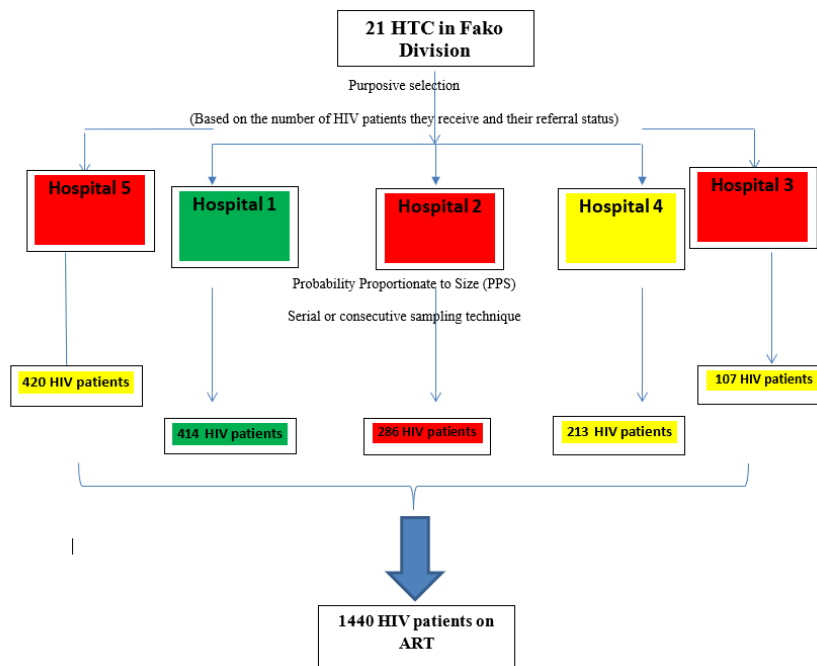 21 HTC in Fako
Division
Purposive selection
(Based on the number of HIV patients they receive and their referral status)
Hospital 5
Hospital 1
Hospital 2
Hospital 4
Hospital 3
Probability Proportionate to Size (PPS)
Serial or consecutive sampling technique
420 HIV patients
414 HIV patients
286 HIV patients
213 HIV patients
107 HIV patients
1440 HIV patients on
ART